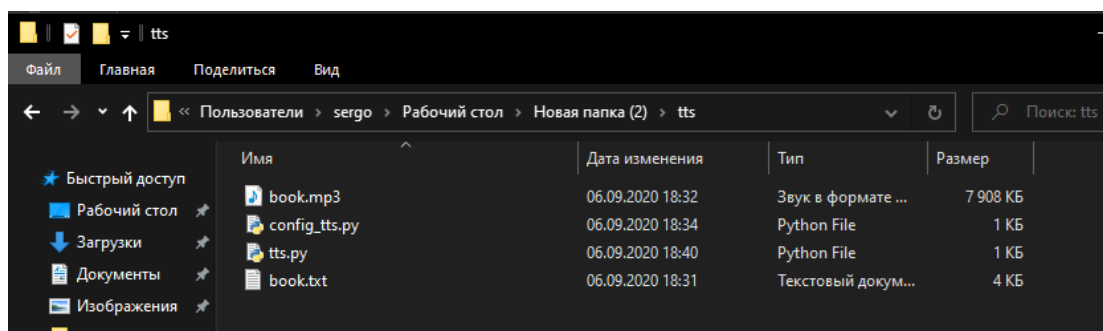 tts
Файл Главная Поделиться Вид
« Пользователи › sergo › Рабочий стол › Новая папка (2) › tts Поиск: tts
Имя Дата изменения Тип Размер
Быстрый доступ
book.mp3 06.09.2020 18:32 Звук в формате ... 7 908 КБ
Рабочий стол
config_tts.py 06.09.2020 18:34 Python File 1 КБ
Загрузки
tts.py 06.09.2020 18:40 Python File 1 КБ
Документы
book.txt 06.09.2020 18:31 Текстовый докум... 4 КБ
Изображения